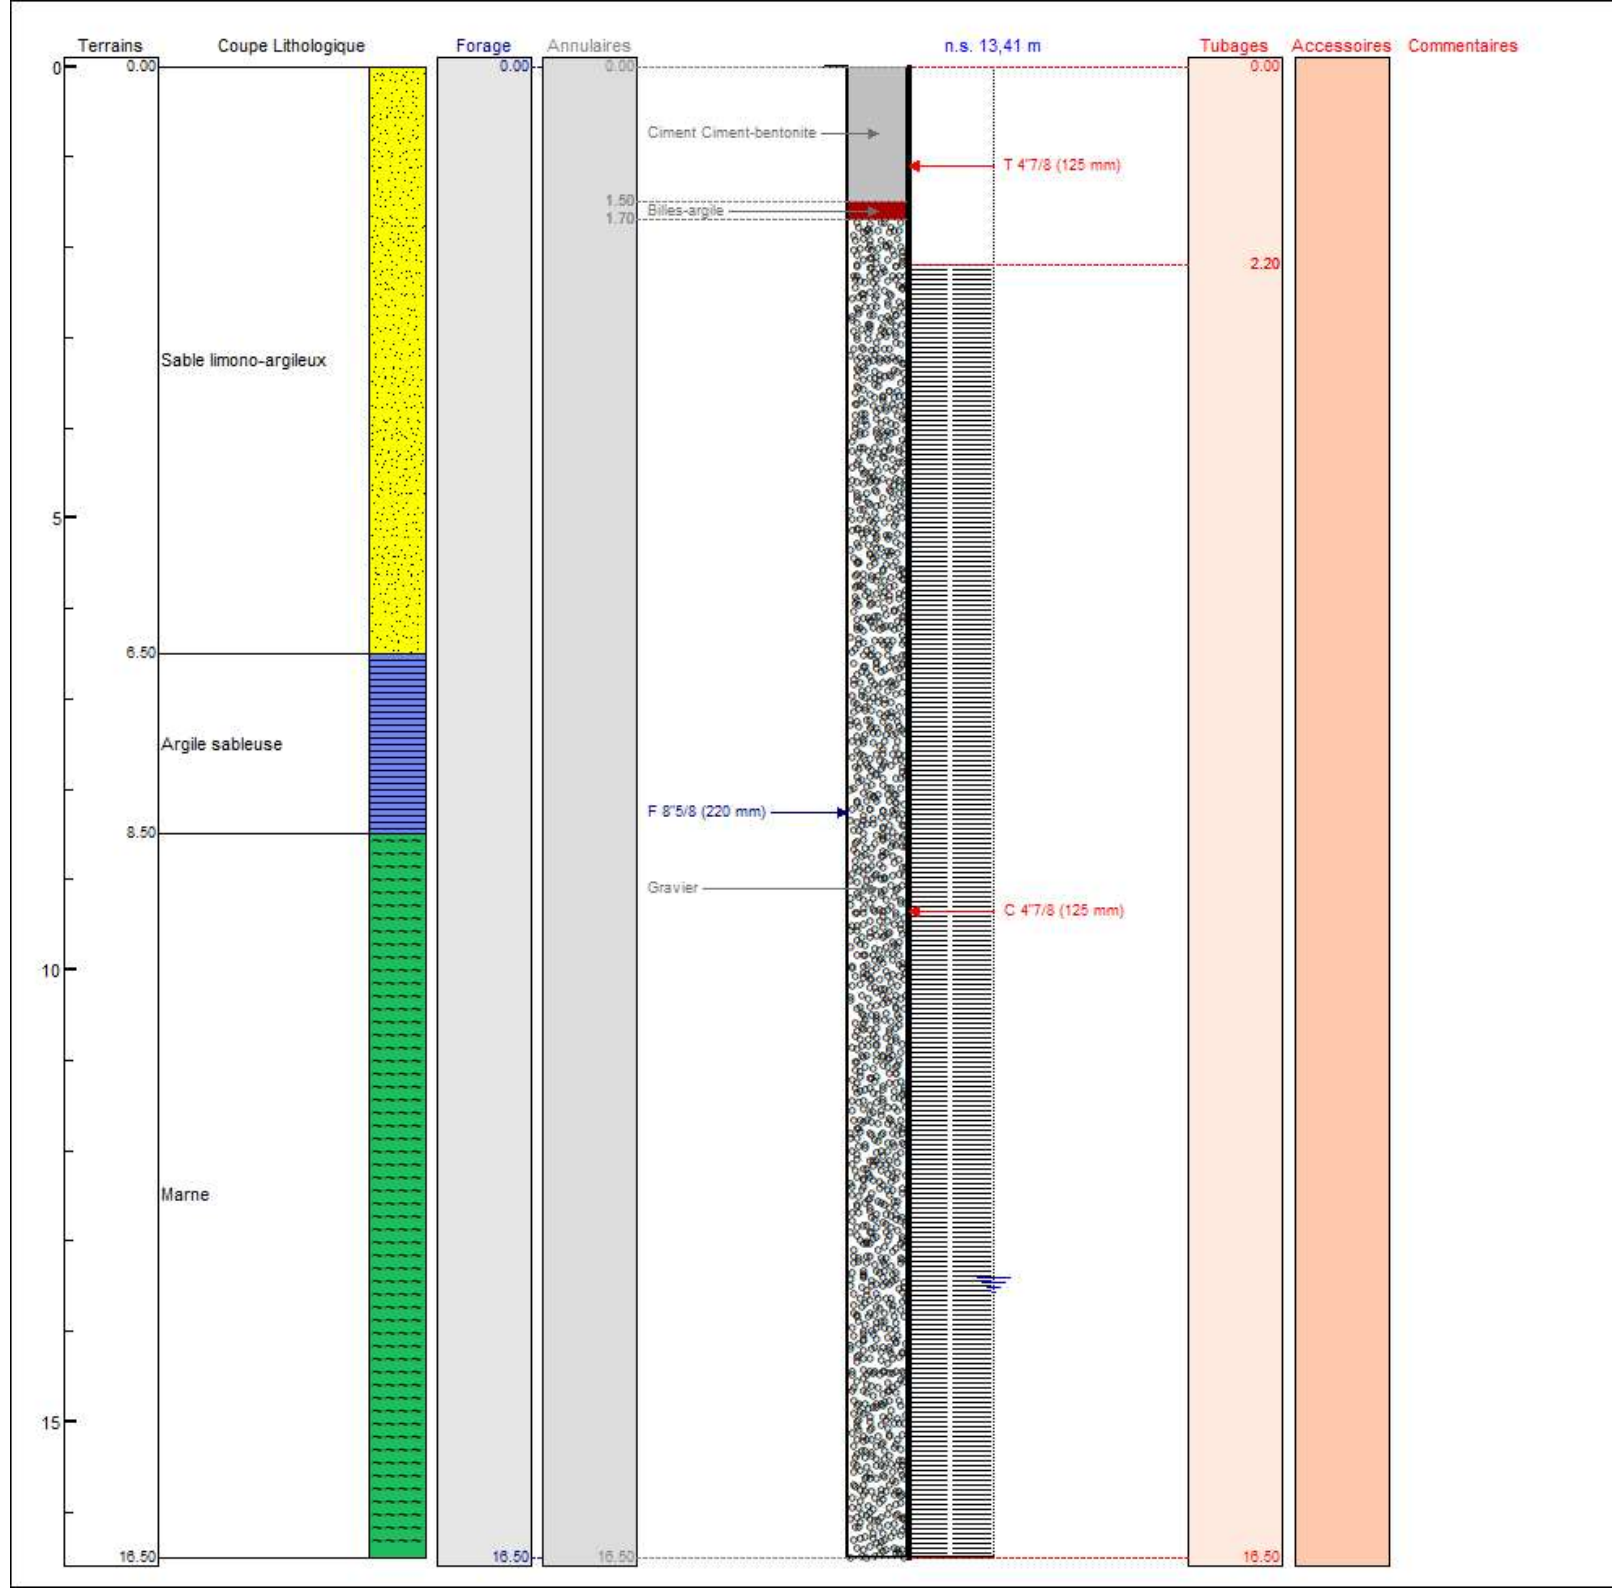 Terrains Coupe Lithologique Forage Annulaires n.s. 13,41 m Tubages Accessoires Commentaires
0 0.00 0.00 0.00 0.00
Ciment Ciment-bentonite
T 4"7/8 (125 mm)
1.50
Billes-argile
1.70
2.20
Sable limono-argileux
5
6.50
Argile sableuse
F 8"5/8 (220 mm)
8.50
Gravier
C 4"7/8 (125 mm)
10
Marne
15
16.50 16.50 16.50 16.50